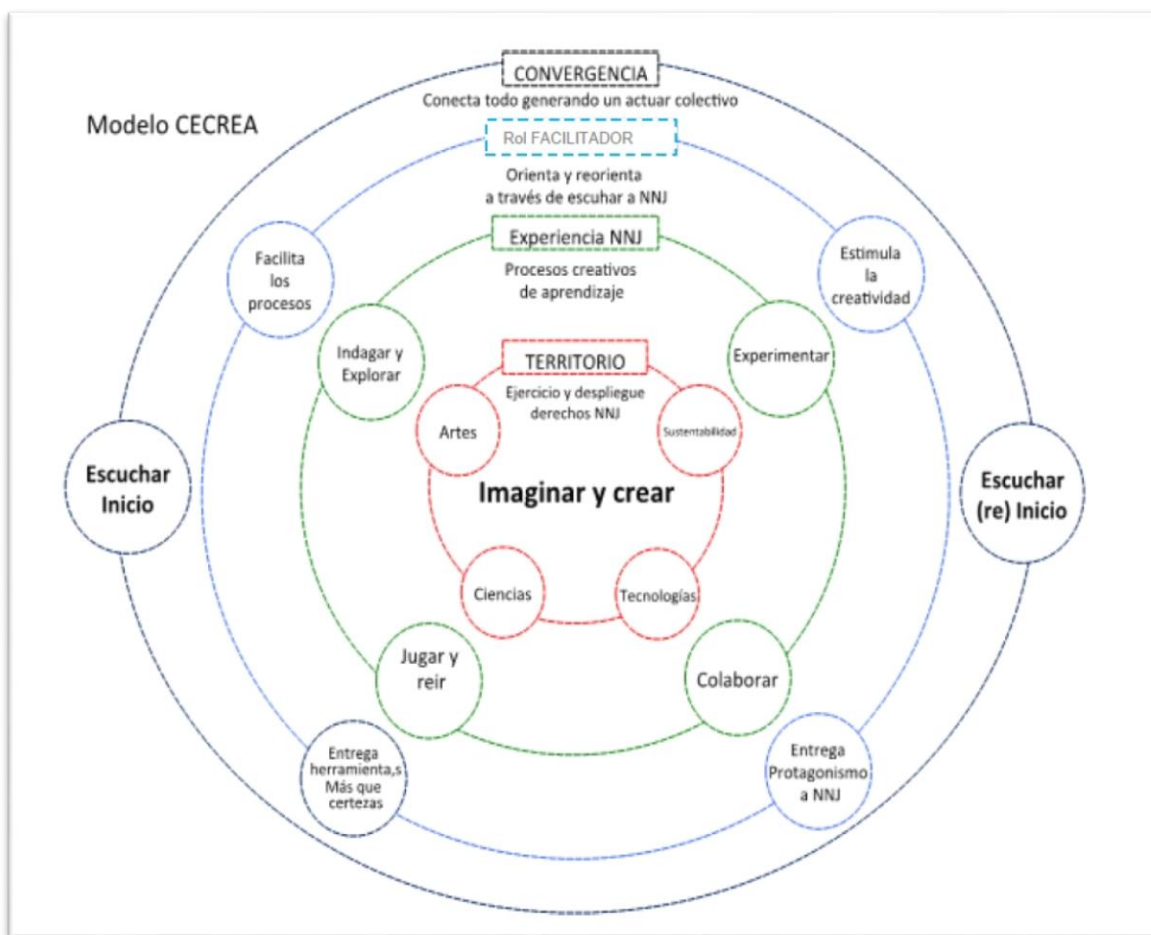 CONVERGENCIA
Conecta todo generando un actuar colectivo
Modelo CECREA
Rol FACILITADOR
Orienta y reorienta
a través de escuhar a NNJ
Experiencia NNJ
Procesos creativos
de aprendizaje
Facilita
los
procesos
Estimula
la
creatividad
Indagar y
Explorar
Experimentar
TERRITORIO
Ejercicio y despliegue
derechos NNJ
Artes
Sustentabilidad
Escuchar
Inicio
Imaginar y crear
Escuchar
(re) Inicio
Ciencias
Tecnologías
Jugar y
reir
Colaborar
Entrega
herramienta,s
Más que
certezas
Entrega
Protagonismo
a NNJ